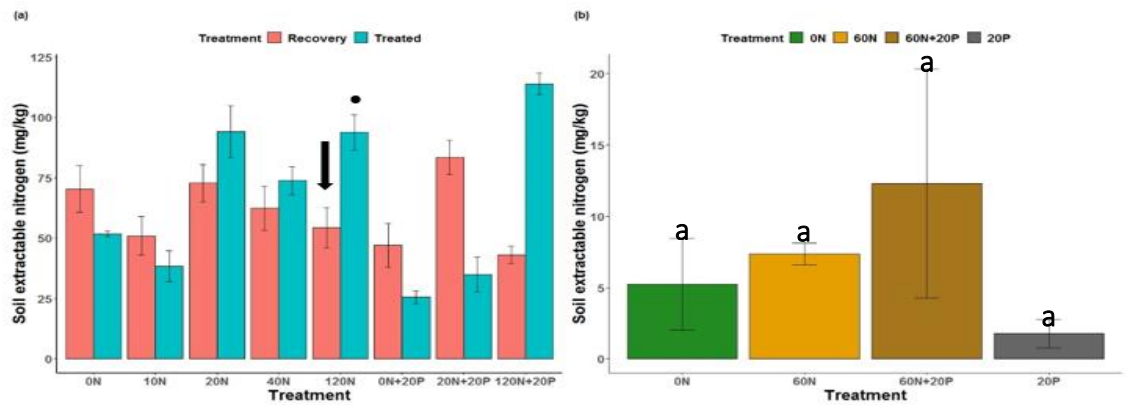 (a)
Treatment Recovery Treated
125
100
75
50
25
0
Soil extractable nitrogen (mg/kg)
0N 10N 20N 40N 120N 0N+20P 20N+20P 120N+20P
Treatment
(b)
Treatment 0N 60N 60N+20P 20P
20
15
10
5
0
Soil extractable nitrogen (mg/kg)
a a a a
0N 60N 60N+20P 20P
Treatment